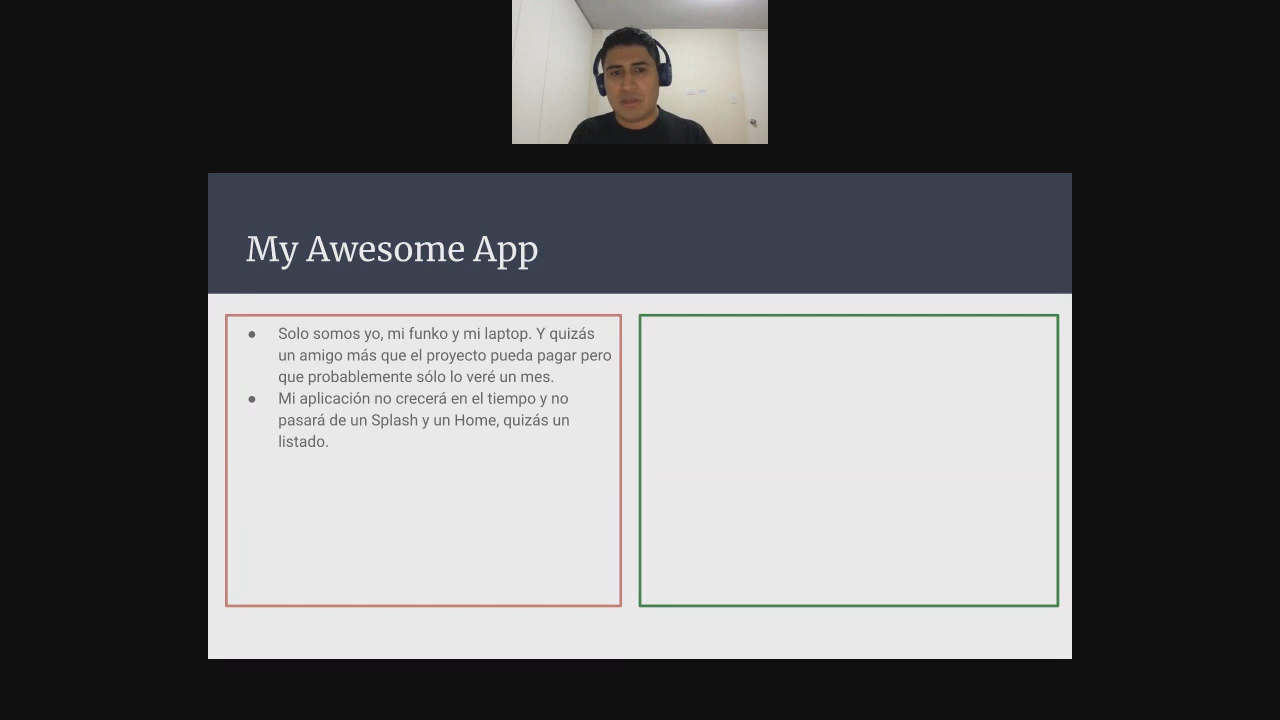 My Awesome App
● Solo somos yo, mi funko y mi laptop. Y quizás
un amigo más que el proyecto pueda pagar pero
que probablemente sólo lo veré un mes.
● Mi aplicación no crecerá en el tiempo y no
pasará de un Splash y un Home, quizás un
listado.